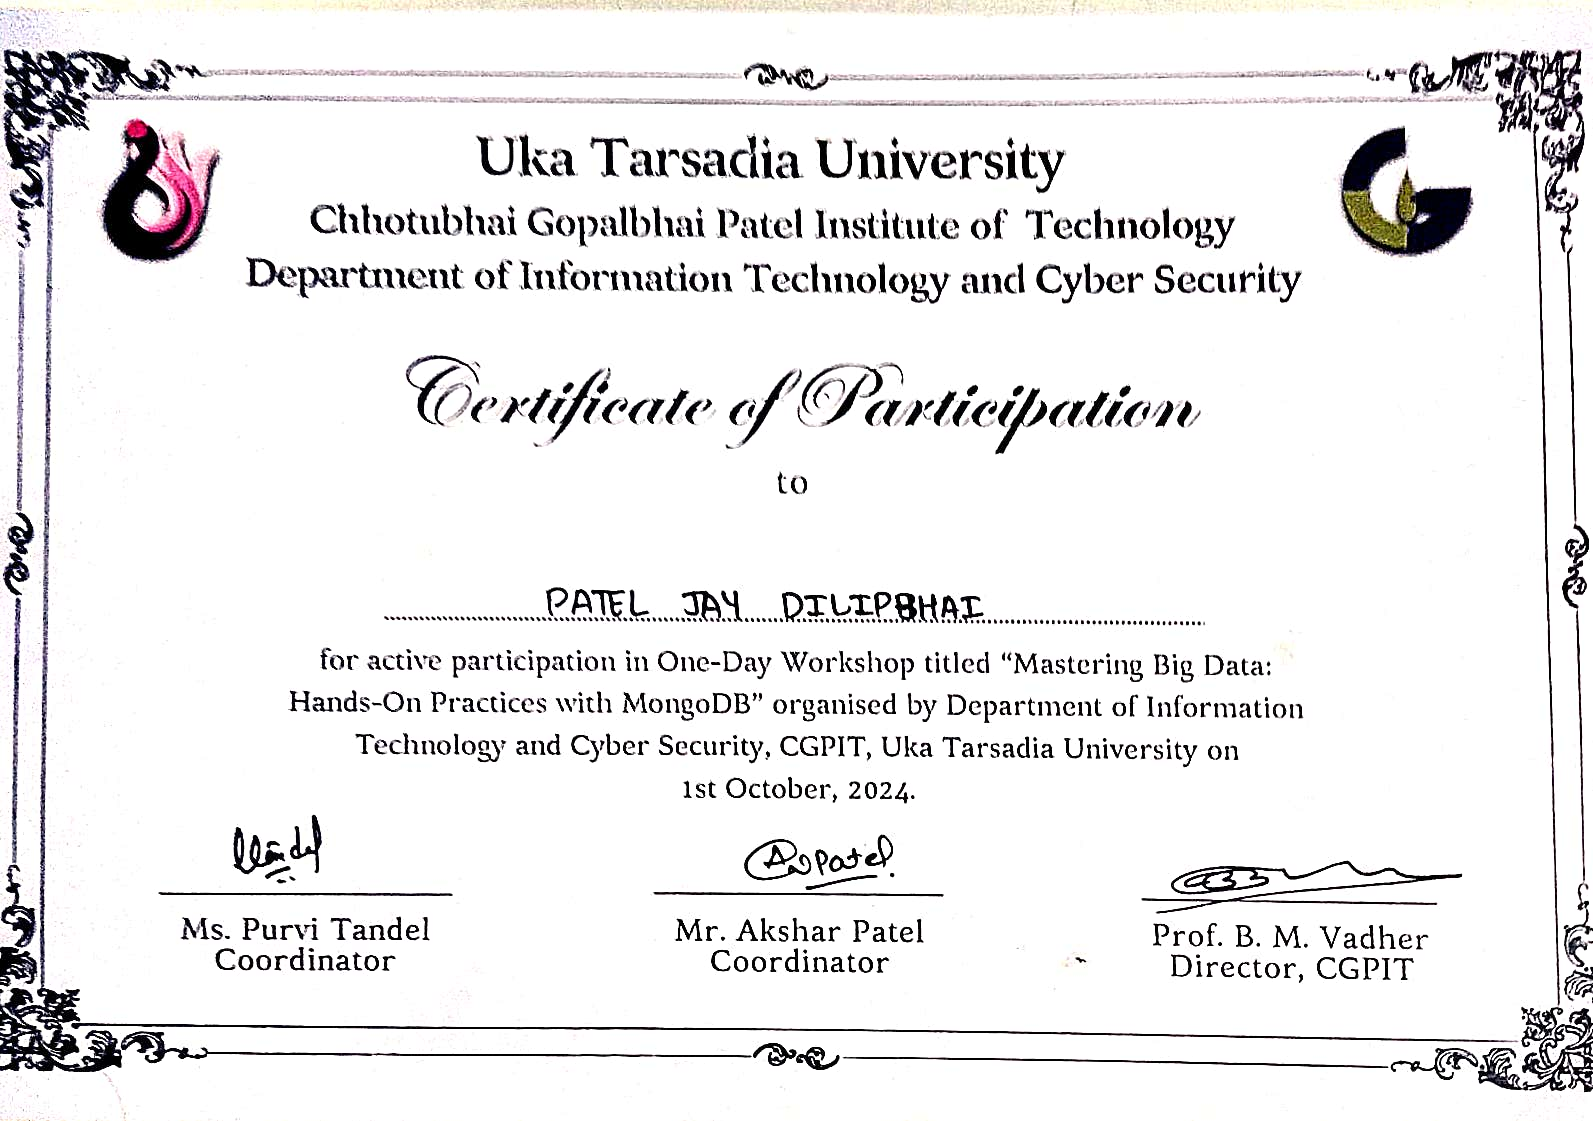 Uka Tarsadia University
Chhotubhai Gopalbhai Patel Institute of Technology
Department of Information Technology and Cyber Security
Certificate of Participation
to
PATEL JAY DILIPBHAI
for active participation in One-Day Workshop titled “Mastering Big Data:
Hands-On Practices with MongoDB” organised by Department of Information
Technology and Cyber Security, CGPIT, Uka Tarsadia University on
1st October, 2024.
Ms. Purvi Tandel
Coordinator
Mr. Akshar Patel
Coordinator
Prof. B. M. Vadher
Director, CGPIT